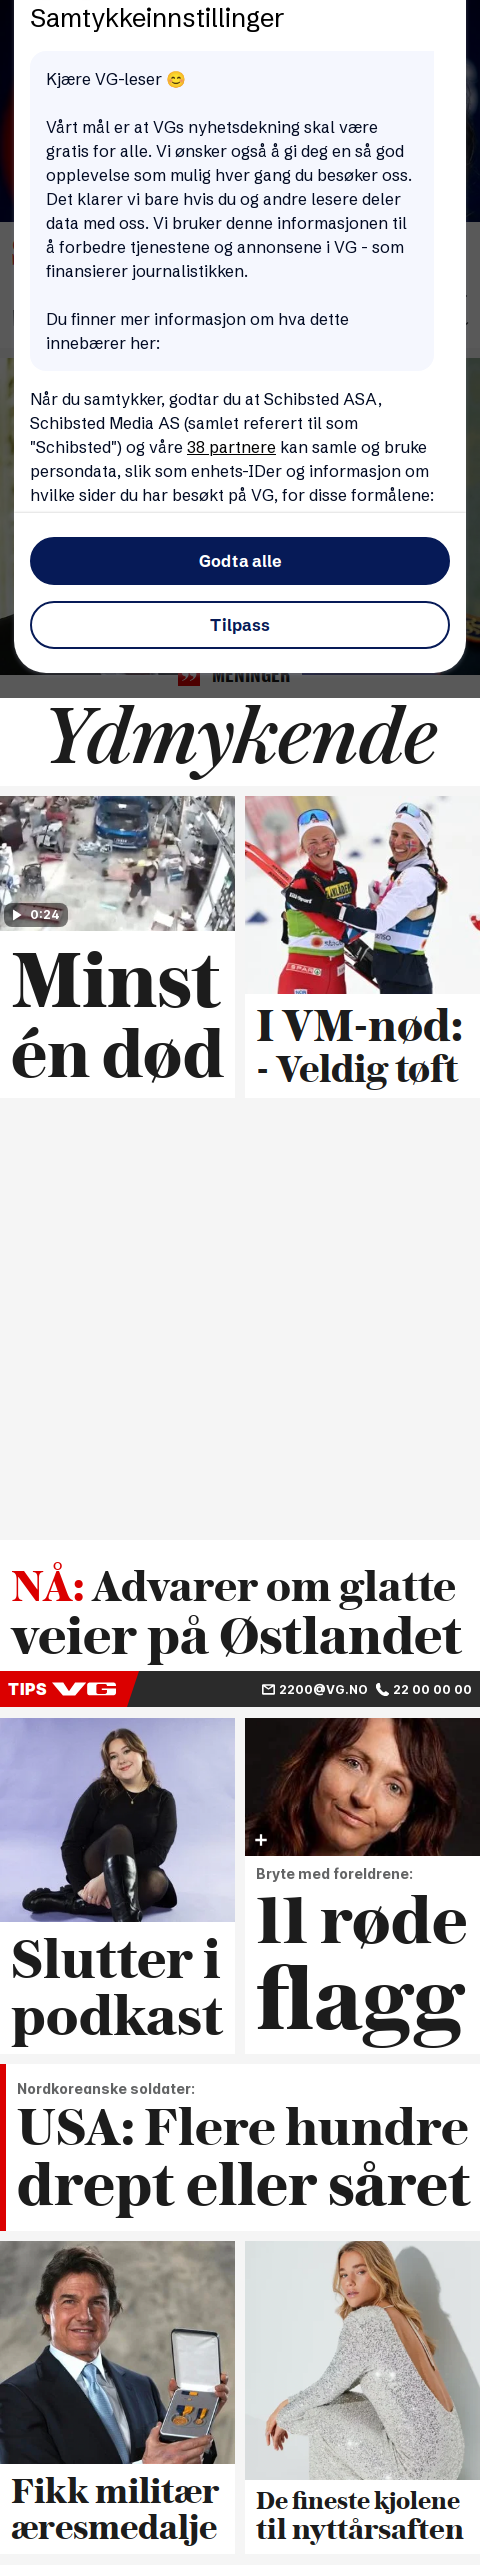 Samtykkeinnstillinger
Kjære VG-leser 😊
Vårt mål er at VGs nyhetsdekning skal være
gratis for alle. Vi ønsker også å gi deg en så god
opplevelse som mulig hver gang du besøker oss.
Det klarer vi bare hvis du og andre lesere deler
data med oss. Vi bruker denne informasjonen til
å forbedre tjenestene og annonsene i VG - som
finansierer journalistikken.
Du finner mer informasjon om hva dette
innebærer her:
Når du samtykker, godtar du at Schibsted ASA,
Schibsted Media AS (samlet referert til som
"Schibsted") og våre 38 partnere kan samle og bruke
persondata, slik som enhets-IDer og informasjon om
hvilke sider du har besøkt på VG, for disse formålene:
Godta alle
Tilpass
MENINGER
Ydmykende
0:24
Minst
én død
I VM-nød:
- Veldig tøft
NÅ: Advarer om glatte
veier på Østlandet
TIPS VG 2200@VG.NO 22 00 00 00
Slutter i
podkast
Bryte med foreldrene:
11 røde
flagg
Nordkoreanske soldater:
USA: Flere hundre
drept eller såret
Fikk militær
æresmedalje
De fineste kjolene
til nyttårsaften